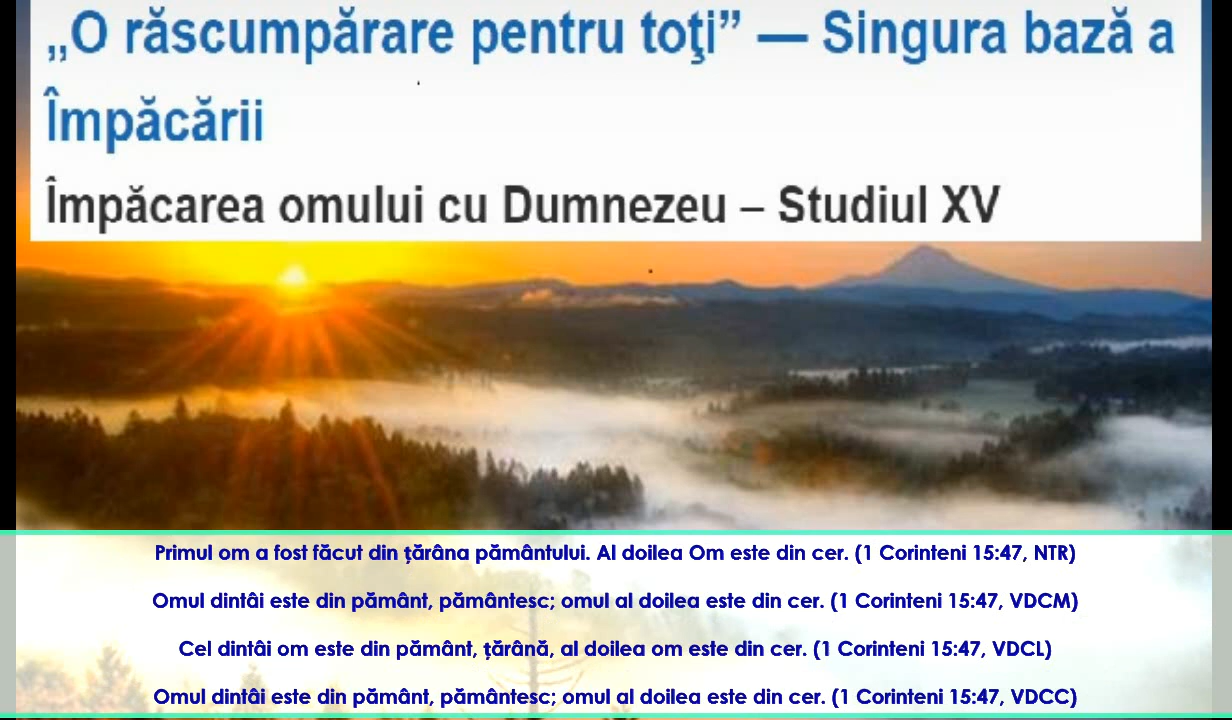 „O răscumpărare pentru toţi” — Singura bază a
Împăcării
Împăcarea omului cu Dumnezeu – Studiul XV
Primul om a fost făcut din ţărâna pământului. Al doilea Om este din cer. (1 Corinteni 15:47, NTR)
Omul dintâi este din pământ, pământesc; omul al doilea este din cer. (1 Corinteni 15:47, VDCM)
Cel dintâi om este din pământ, ţărână, al doilea om este din cer. (1 Corinteni 15:47, VDCL)
Omul dintâi este din pământ, pământesc; omul al doilea este din cer. (1 Corinteni 15:47, VDCC)